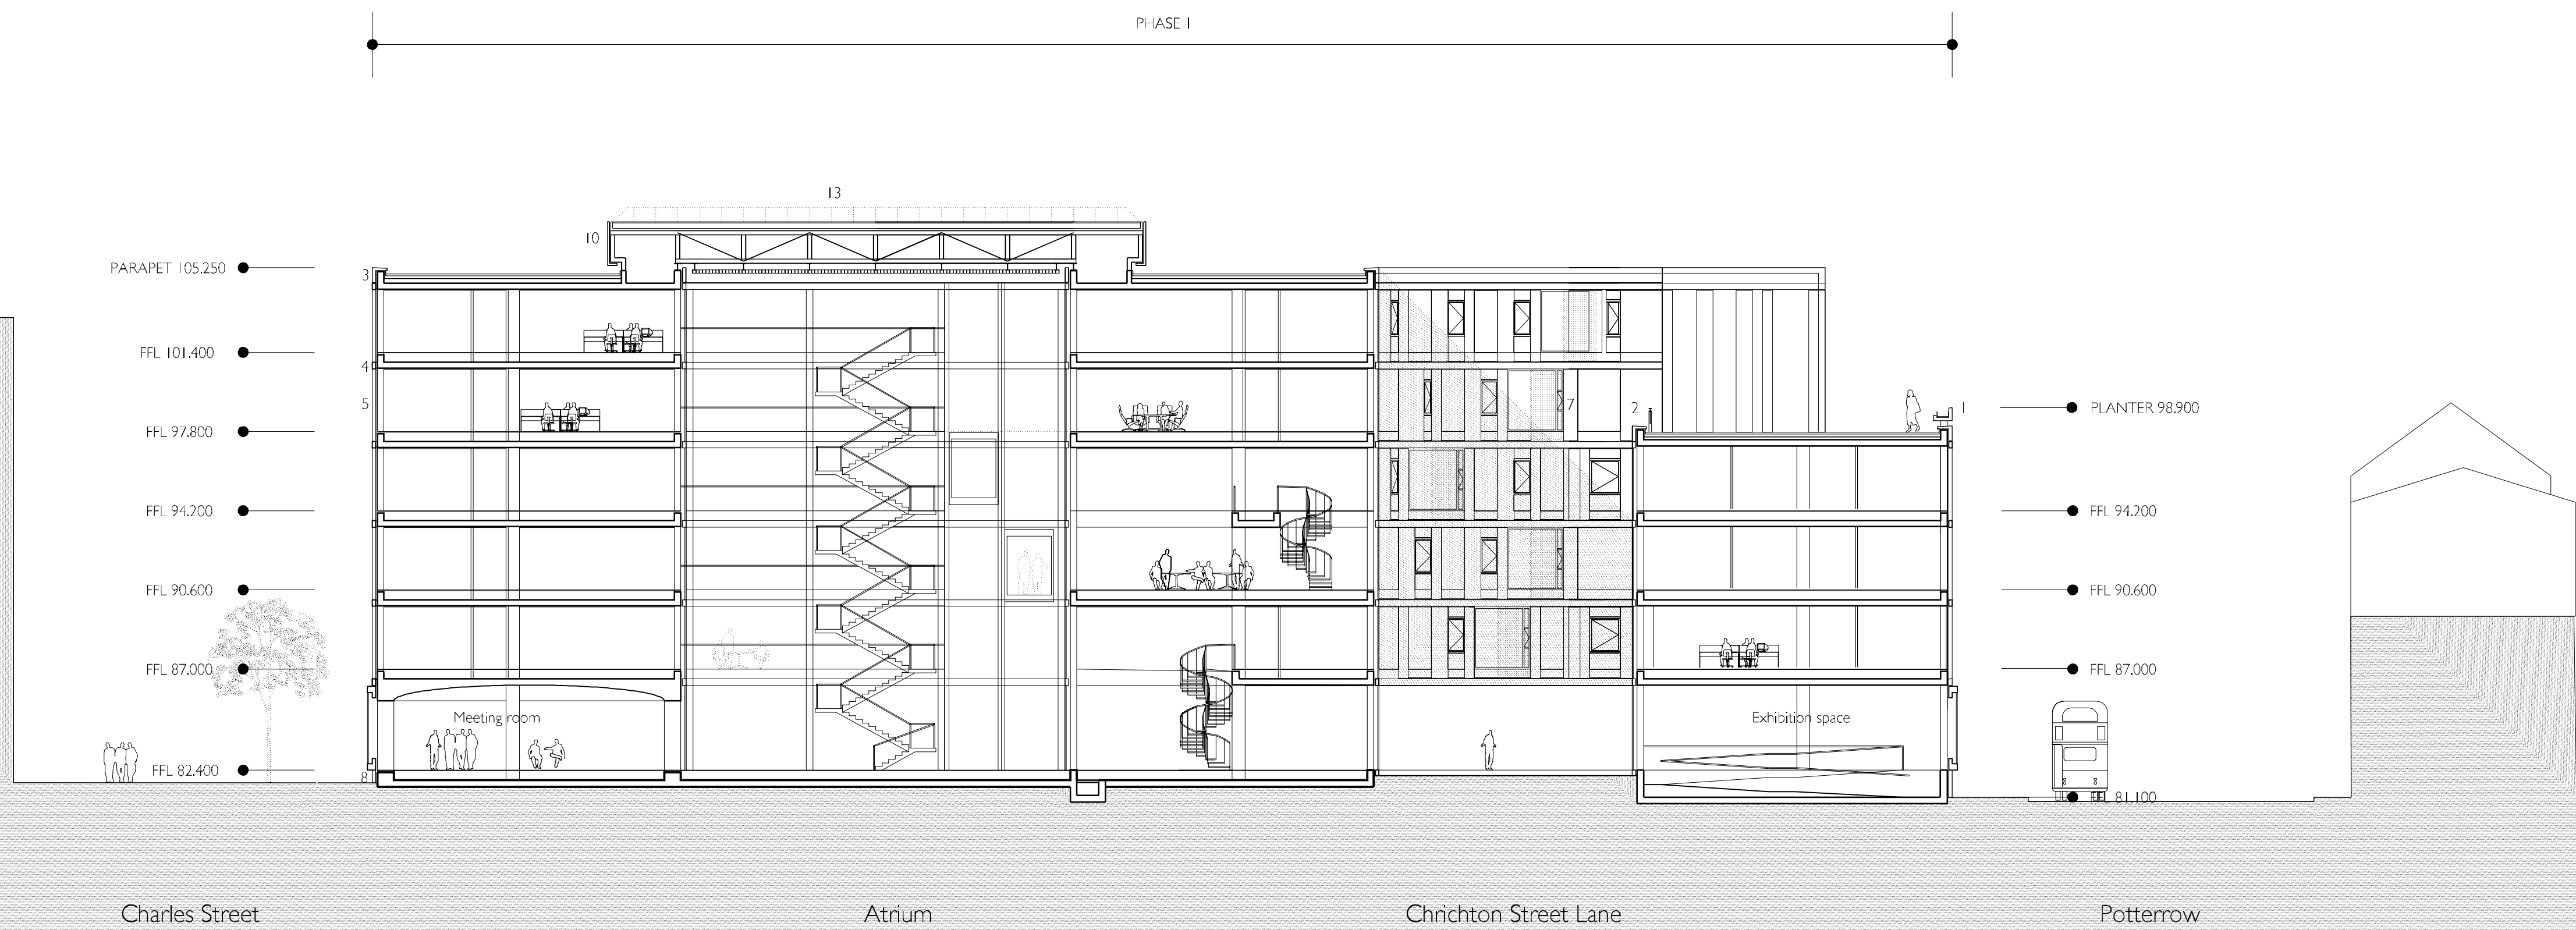 PHASE 1
13
10
PARAPET 105.250
3
FFL 101.400
4
5
7
2
1
PLANTER 98.900
FFL 97.800
FFL 94.200
FFL 94.200
FFL 90.600
FFL 90.600
FFL 87.000
FFL 87.000
Meeting room
Exhibition space
FFL 82.400
8
FFL 81.100
Charles Street
Atrium
Chrichton Street Lane
Potterrow